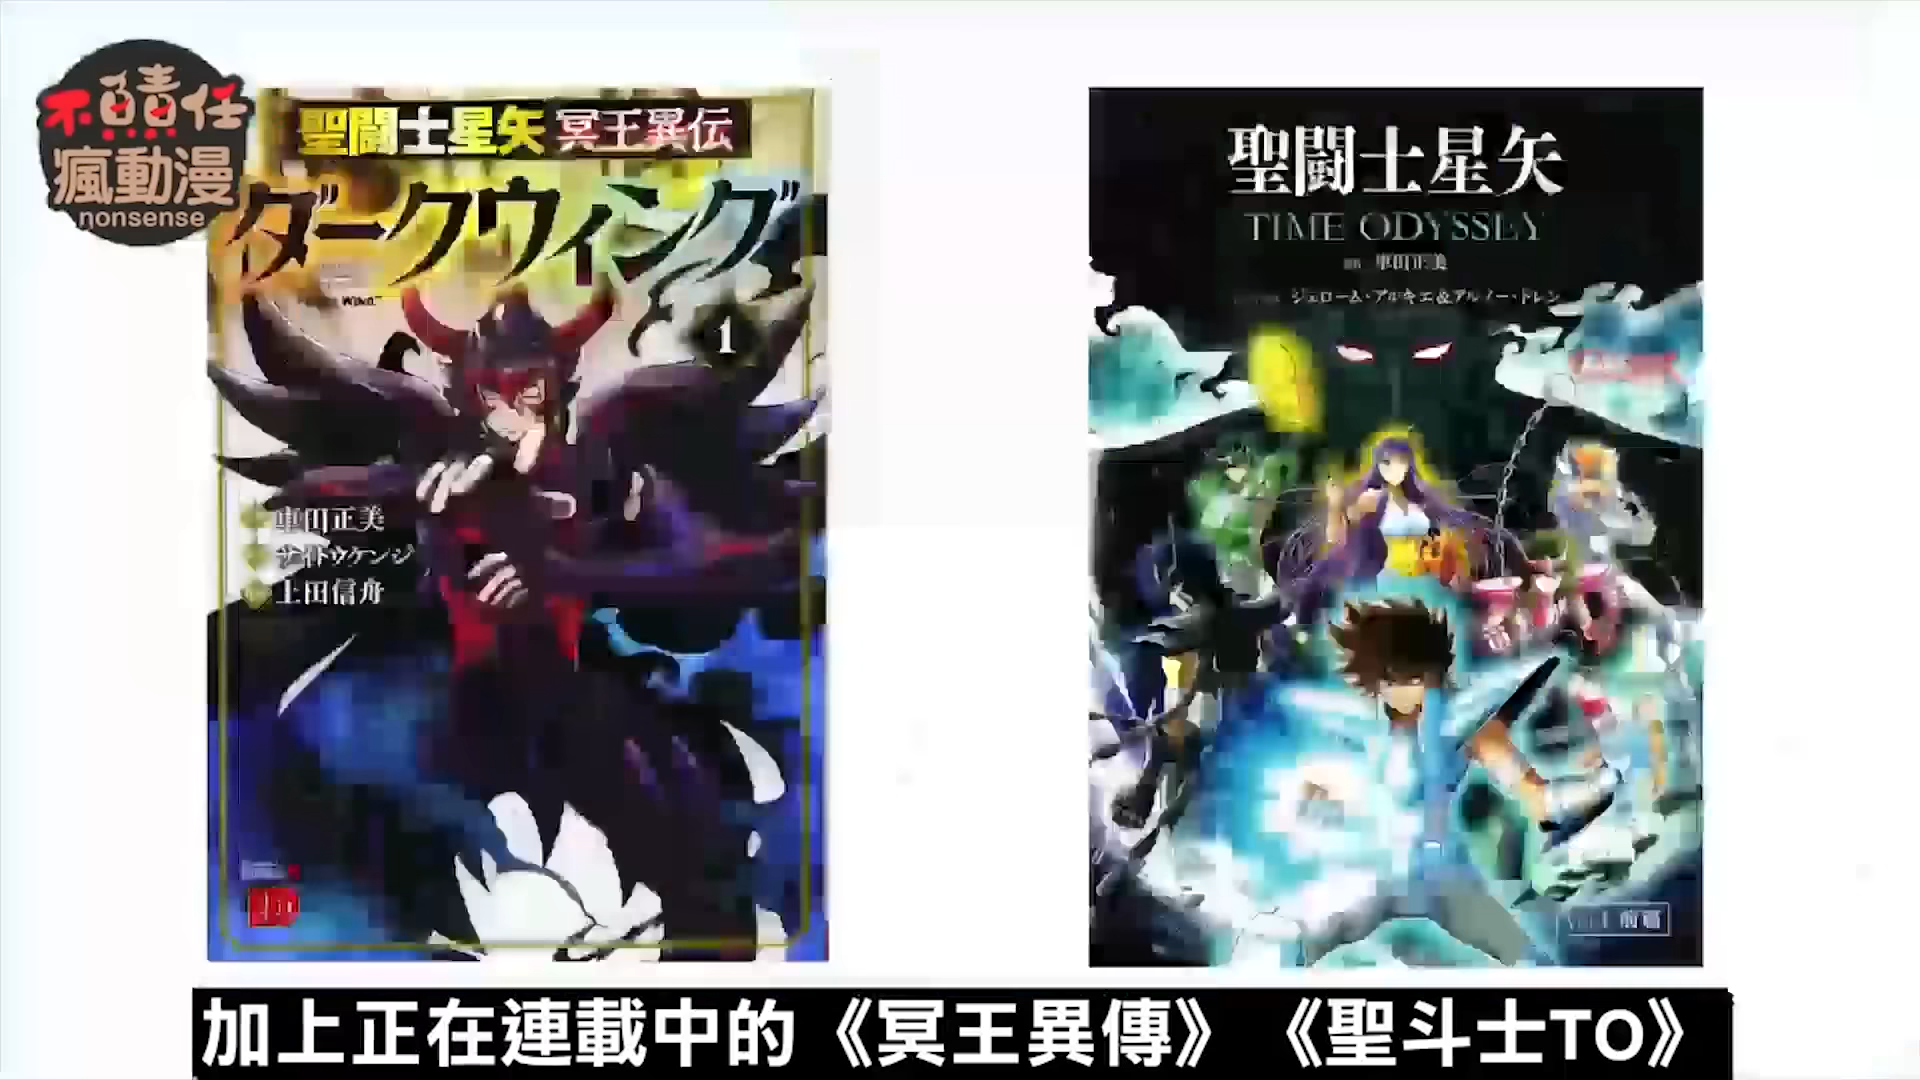 不負責任
瘋動漫
nonsense
聖闘士星矢 冥王異伝
ダークウィング
1
車田正美
サイトウケンジ
上田信舟
聖闘士星矢
TIME ODYSSEY
車田正美
ジェローム・アルキエ&アルノー・ドレン
前編
加上正在連載中的《冥王異傳》《聖斗士TO》